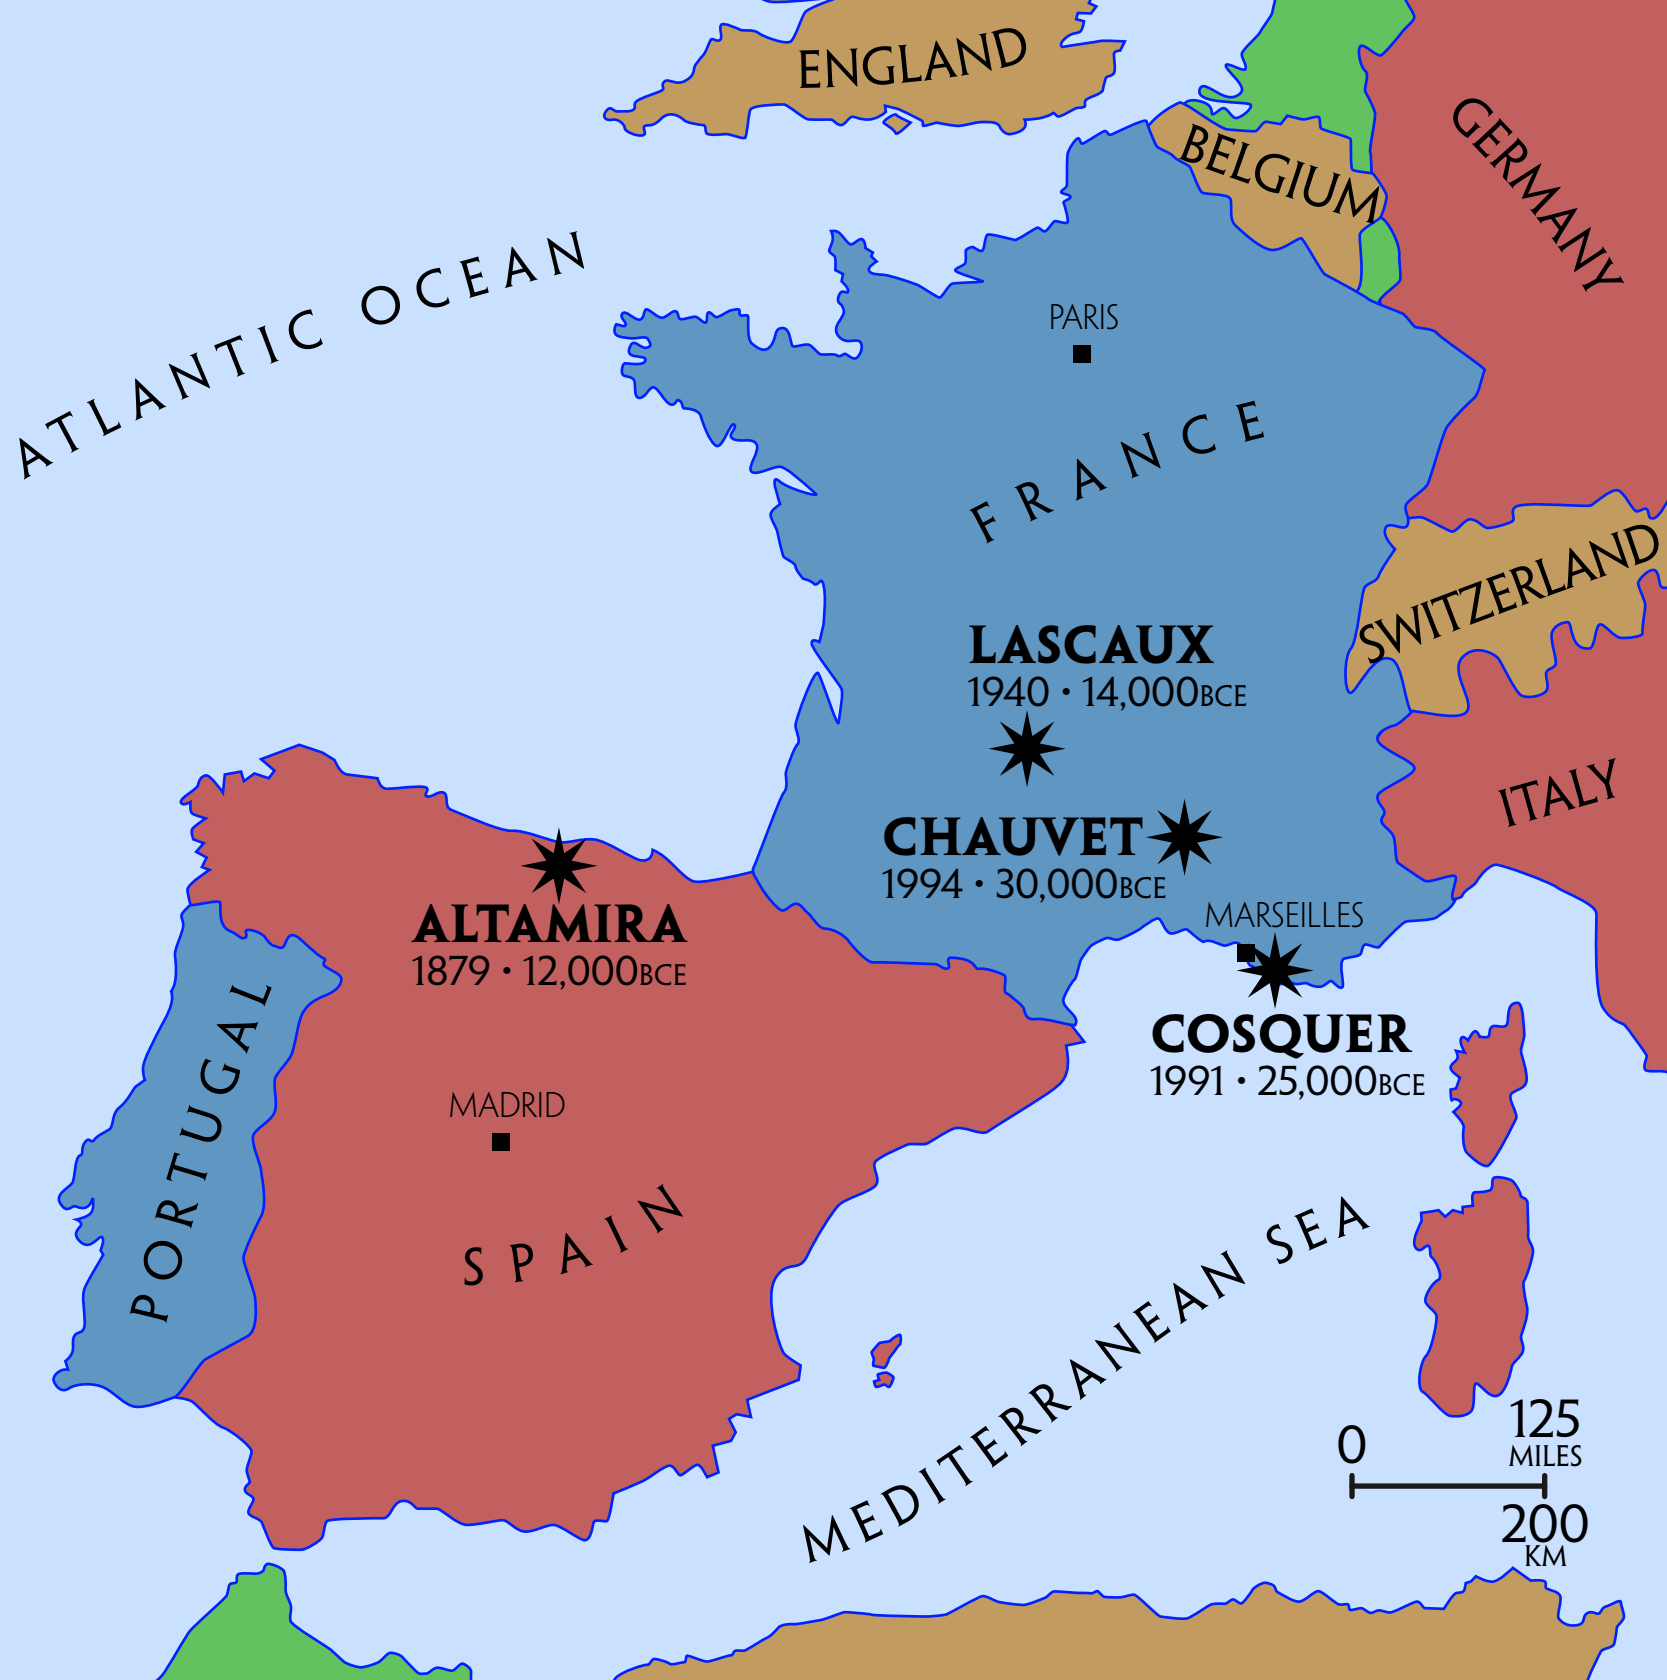 ENGLAND
BELGIUM
GERMANY
ATLANTIC OCEAN
PARIS
FRANCE
SWITZERLAND
LASCAUX
1940 • 14,000BCE
ITALY
CHAUVET
1994 • 30,000BCE
MARSEILLES
ALTAMIRA
1879 • 12,000BCE
COSQUER
1991 • 25,000BCE
PORTUGAL
MADRID
SPAIN
MEDITERRANEAN SEA
0
125
MILES
200
KM